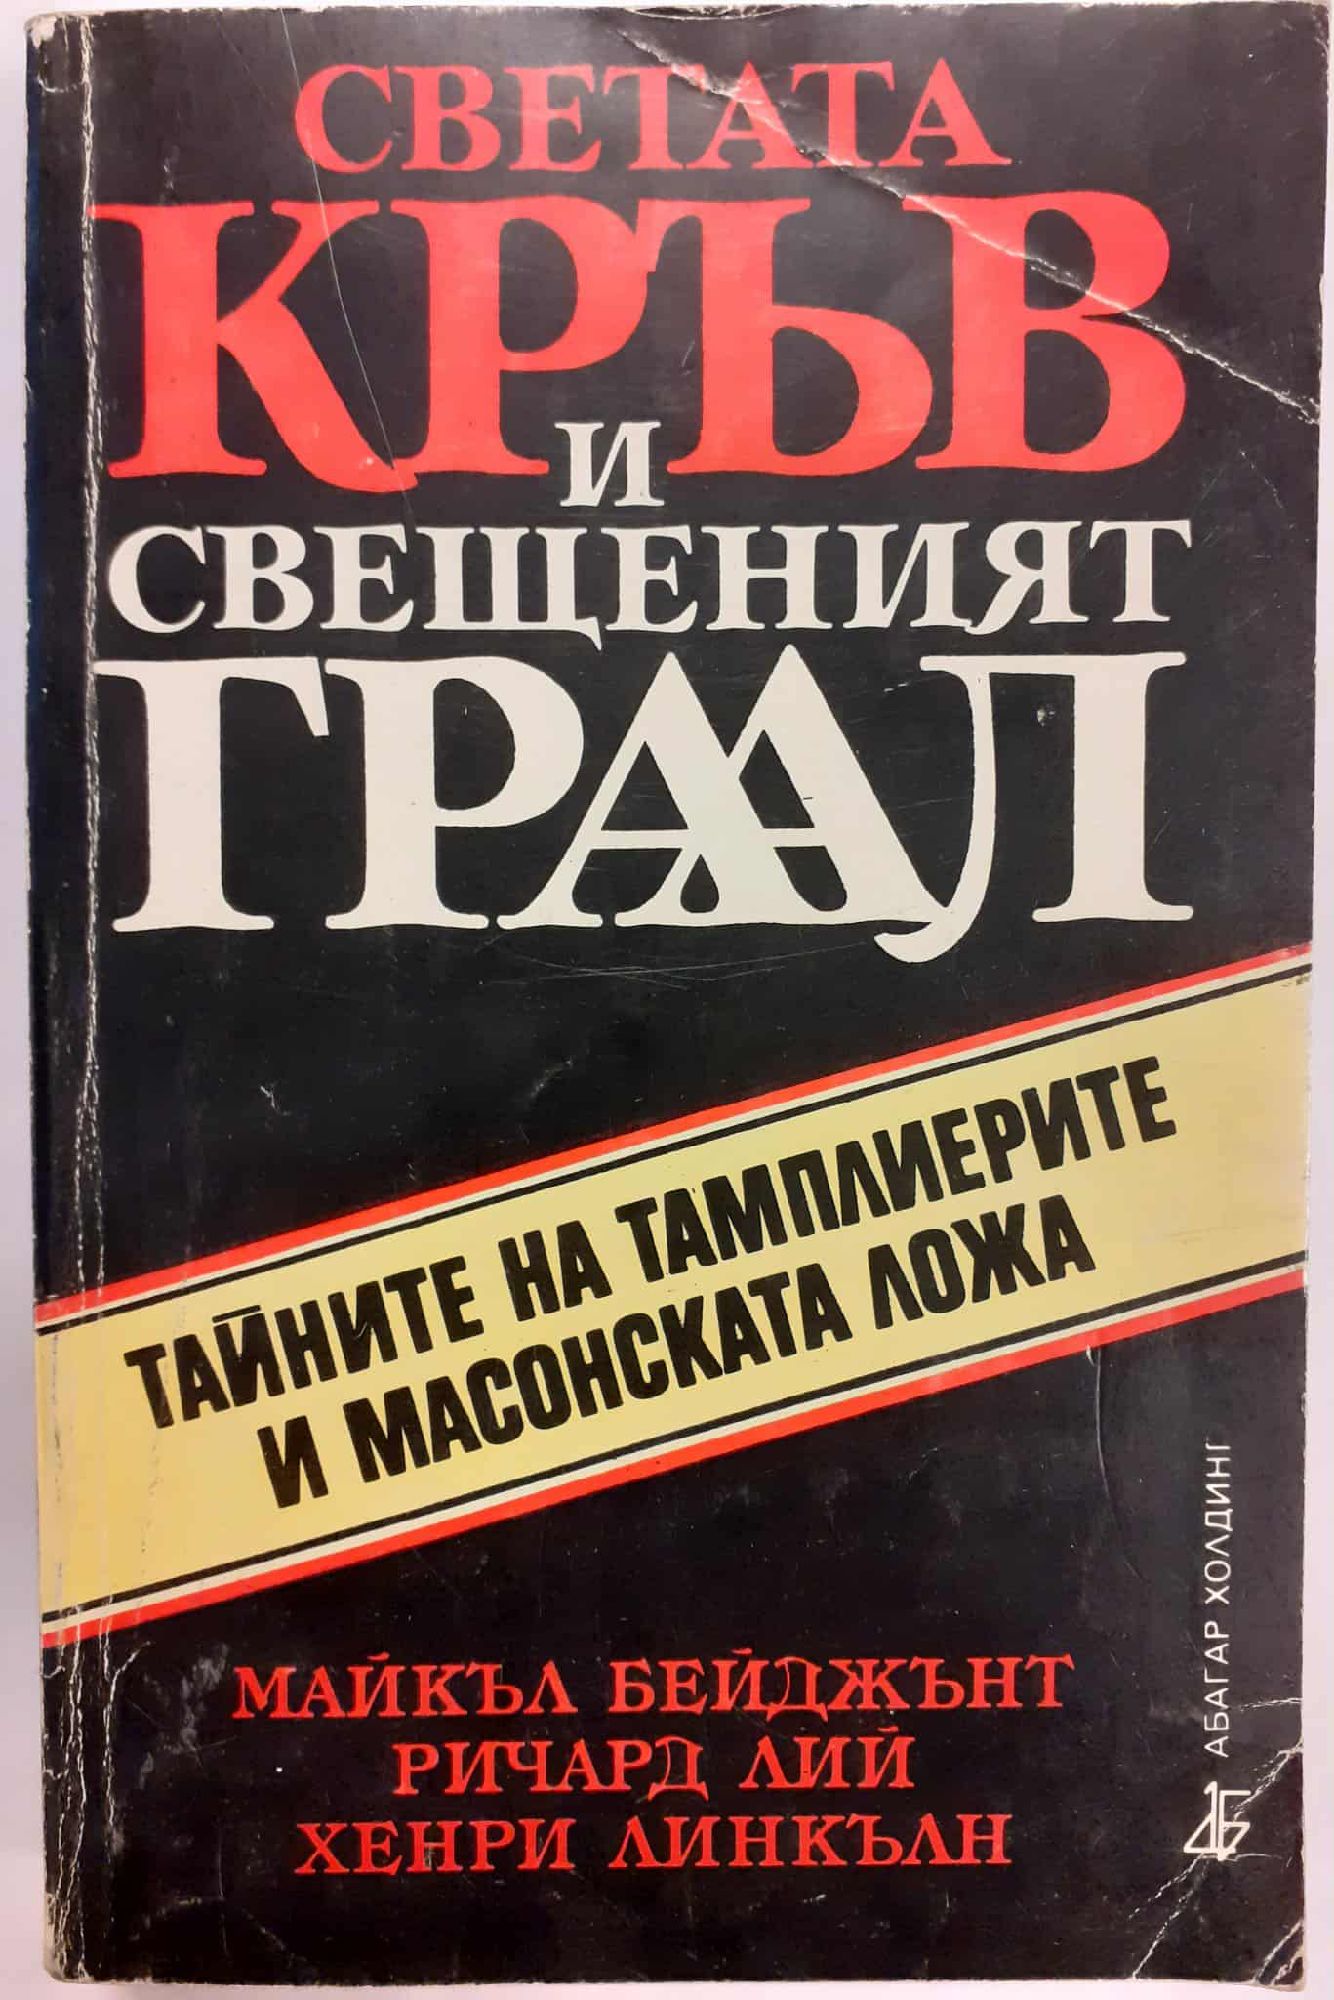 СВЕТАТА
КРЪВ
И
СВЕЩЕНИЯТ
ГРААЛ
ТАЙНИТЕ НА ТАМПЛИЕРИТЕ
И МАСОНСКАТА ЛОЖА
МАЙКЪЛ БЕЙДЖЪНТ
РИЧАРД ЛИЙ
ХЕНРИ ЛИНКЪЛН
АБАГАР ХОЛДИНГ